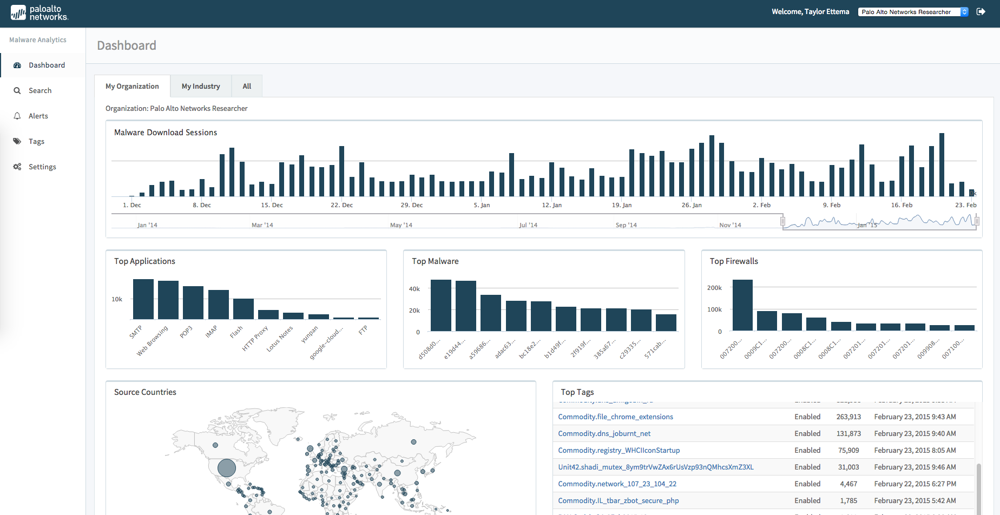 paloalto
networks.
Welcome, Taylor Ettema
Palo Alto Networks Researcher
Malware Analytics
Dashboard
Search
Alerts
Tags
Settings
Dashboard
My Organization
My Industry
All
Organization: Palo Alto Networks Researcher
Malware Download Sessions
0k
1. Dec
8. Dec
15. Dec
22. Dec
29. Dec
5. Jan
12. Jan
19. Jan
26. Jan
2. Feb
9. Feb
16. Feb
23. Feb
Jan '14
Mar '14
May '14
Jul '14
Sep '14
Nov '14
Jan '15
Top Applications
10k
SMTP
Web Browsing
POP3
IMAP
Flash
HTTP Proxy
Lotus Notes
yunpan
google-cloud...
FTP
Top Malware
40k
20k
0
d508d0...
e19d44...
a59686...
adac63...
bc18e2...
b1d49f...
2f919f...
385a67...
c29335...
571cab...
Top Firewalls
200k
100k
0
007200...
0009C1...
007200...
0008C1...
0008C1...
007201...
007201...
007201...
009908...
007100...
Source Countries
Top Tags
Commodity.file_chrome_extensions Enabled 263,913 February 23, 2015 9:43 AM
Commodity.dns_joburnt_net Enabled 131,873 February 23, 2015 9:40 AM
Commodity.registry_WHCIIconStartup Enabled 75,909 February 23, 2015 8:05 AM
Unit42.shadi_mutex_8ym9trVwZAx6rUsVzp93nQMhcsXmZ3XL Enabled 31,003 February 23, 2015 9:46 AM
Commodity.network_107_23_104_22 Enabled 4,467 February 22, 2015 6:27 PM
Commodity.IL_tbar_zbot_secure_php Enabled 1,785 February 23, 2015 5:42 AM